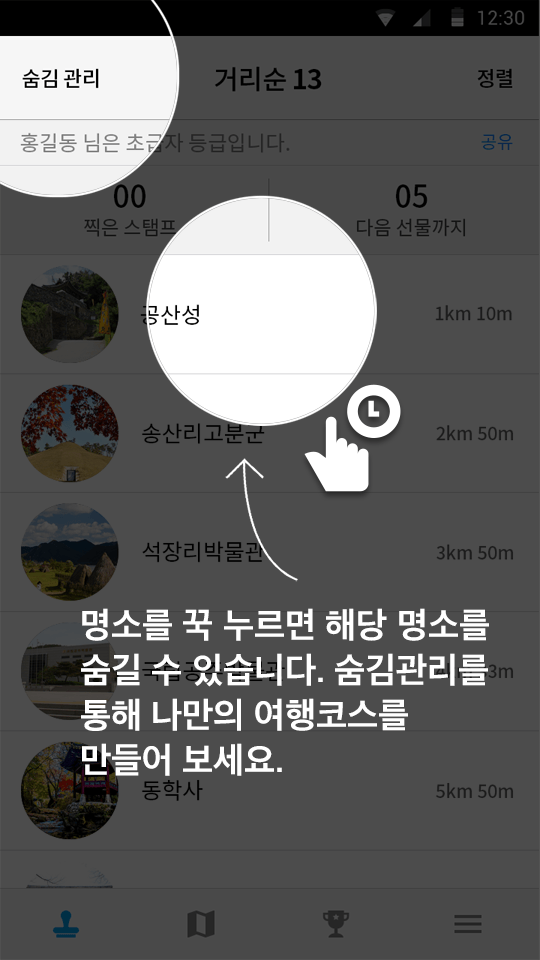 12:30
숨김 관리
거리순 13
정렬
홍길동 님은 초급자 등급입니다.
공유
00
찍은 스탬프
05
다음 선물까지
공산성
1km 10m
송산리고분군
2km 50m
석장리박물관
3km 50m
명소를 꾹 누르면 해당 명소를
숨길 수 있습니다. 숨김관리를
통해 나만의 여행코스를
만들어 보세요.
동학사
5km 50m